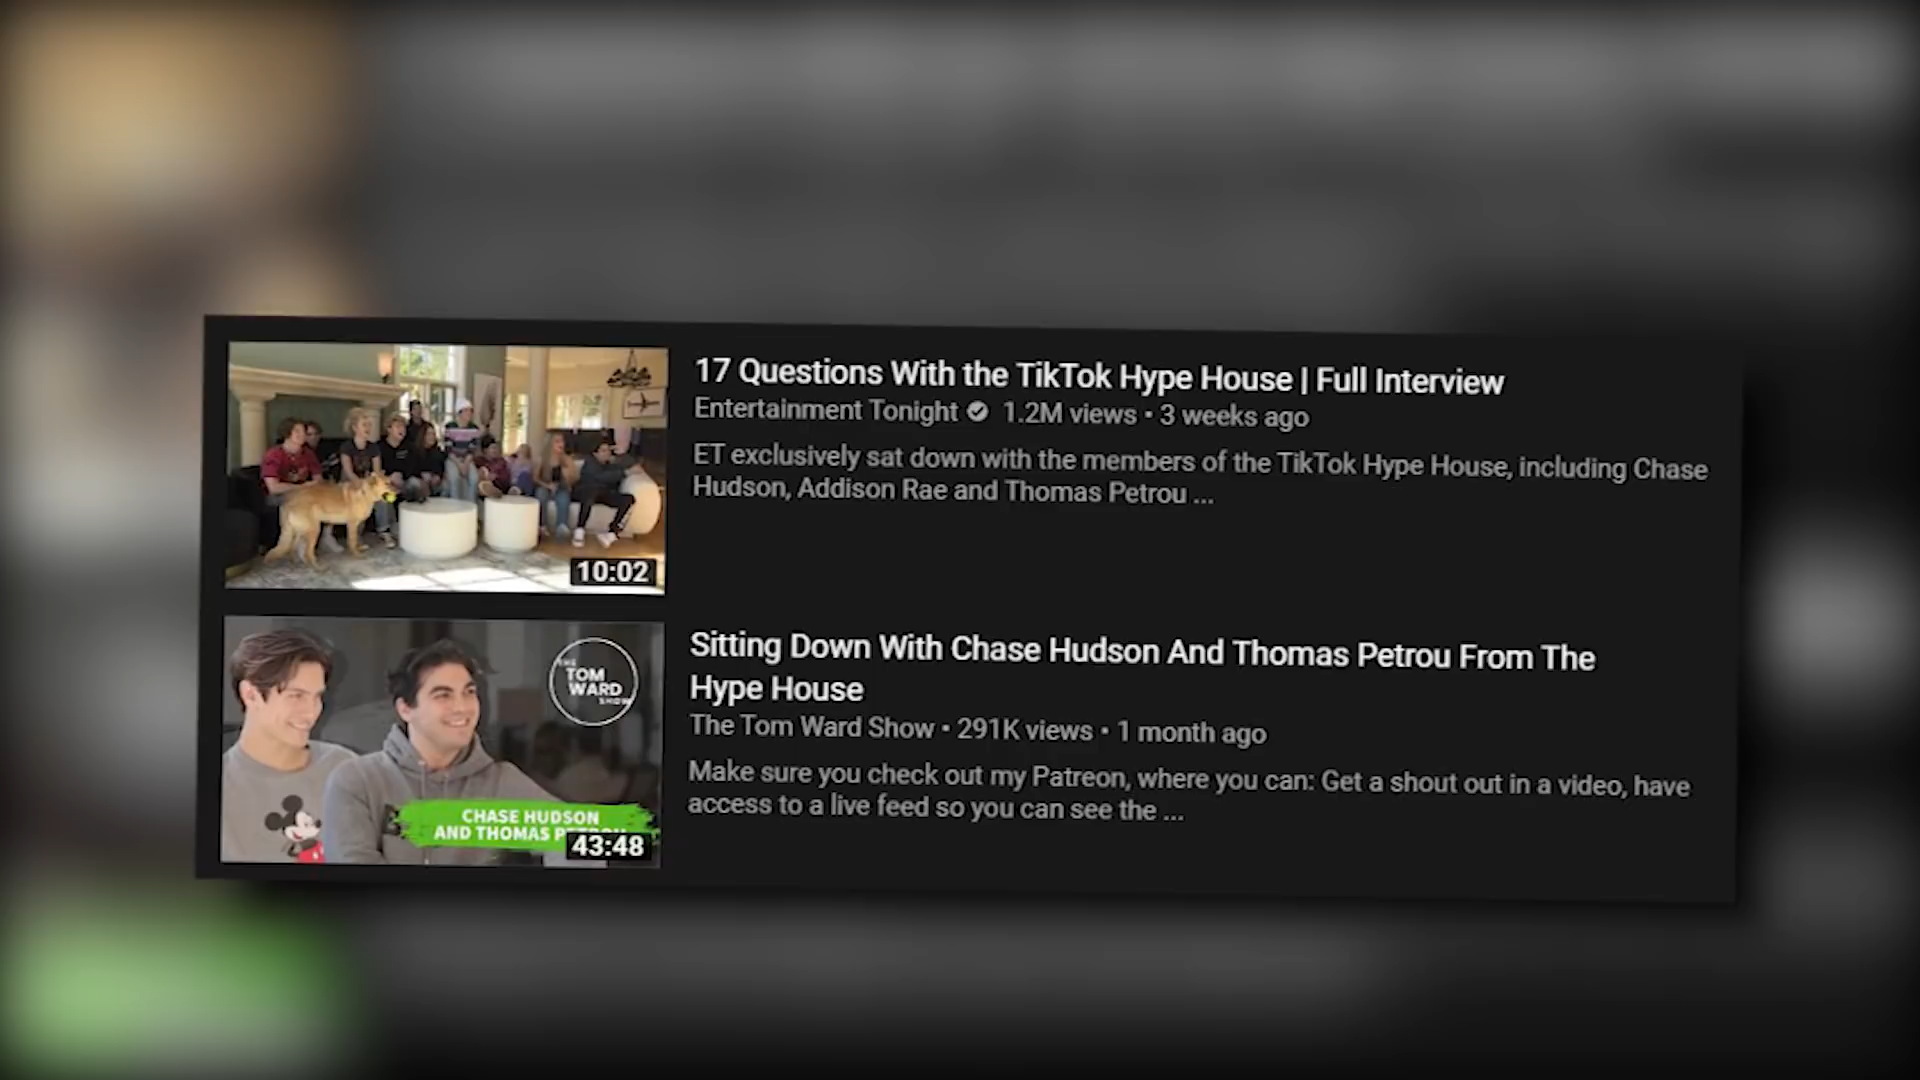 17 Questions With the TikTok Hype House | Full Interview
Entertainment Tonight 1.2M views • 3 weeks ago
ET exclusively sat down with the members of the TikTok Hype House, including Chase
Hudson, Addison Rae and Thomas Petrou ...
10:02
Sitting Down With Chase Hudson And Thomas Petrou From The
Hype House
The Tom Ward Show • 291K views • 1 month ago
Make sure you check out my Patreon, where you can: Get a shout out in a video, have
access to a live feed so you can see the ...
THE
TOM
WARD
SHOW
CHASE HUDSON
AND THOMAS
43:48